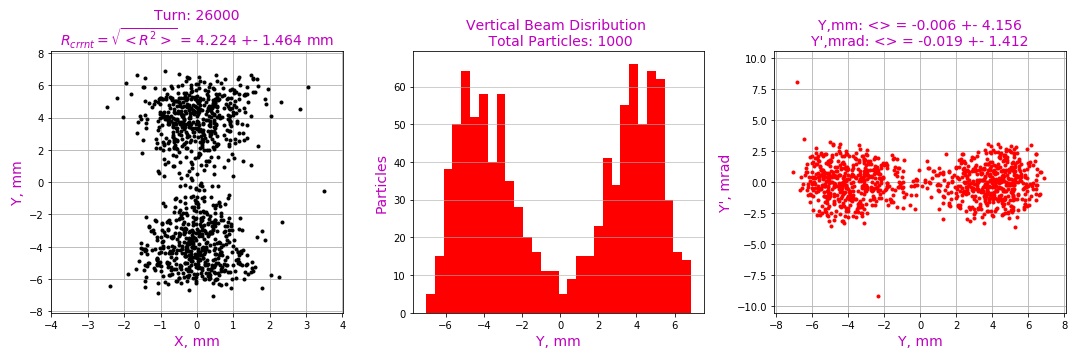 Turn: 26000
R_crrnt = √<R²> = 4.224 +- 1.464 mm
8
6
4
2
0
−2
−4
−6
−8
Y, mm
−4 −3 −2 −1 0 1 2 3 4
X, mm
Vertical Beam Disribution
Total Particles: 1000
60
50
40
30
20
10
0
Particles
−6 −4 −2 0 2 4 6
Y, mm
Y,mm: <> = -0.006 +- 4.156
Y',mrad: <> = -0.019 +- 1.412
10.0
7.5
5.0
2.5
0.0
−2.5
−5.0
−7.5
−10.0
Y', mrad
−8 −6 −4 −2 0 2 4 6 8
Y, mm